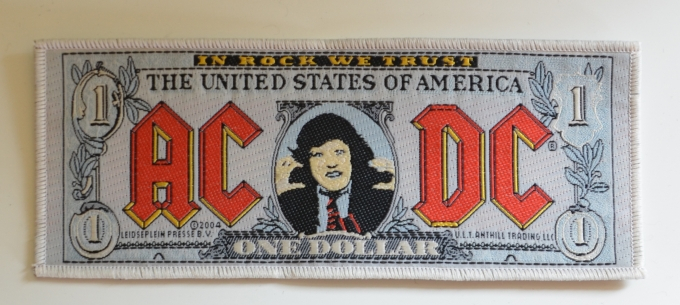 IN ROCK WE TRUST
THE UNITED STATES OF AMERICA
1 1
AC DC ®
©2004
LEIDSEPLEIN PRESSE B.V. U.L.T. ANTHILL TRADING LLC
1 ONE DOLLAR 1